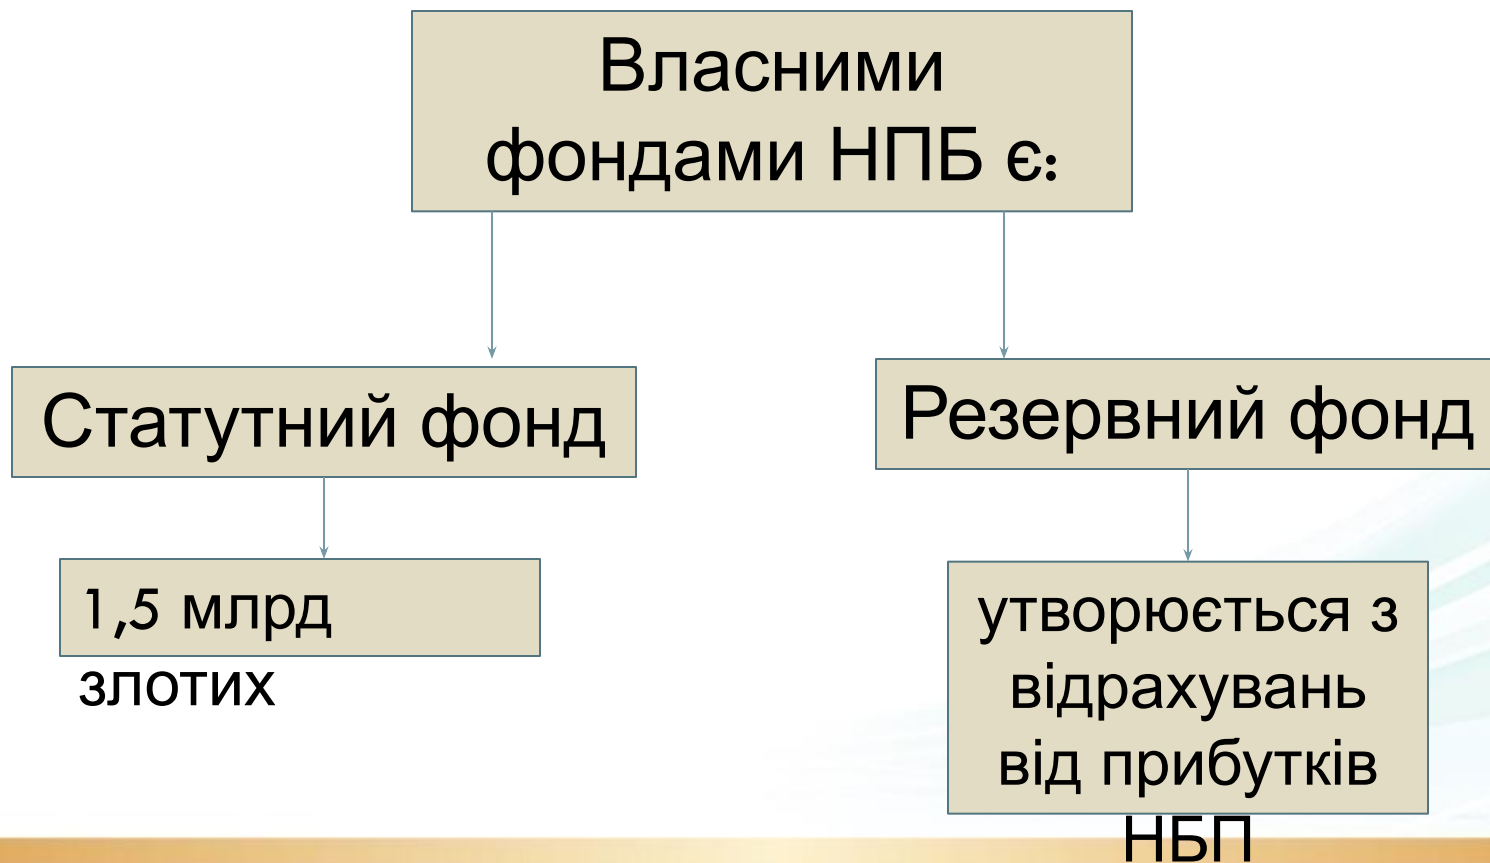 Власними
фондами НПБ є:
Статутний фонд
Резервний фонд
1,5 млрд
злотих
утворюється з
відрахувань
від прибутків
НБП